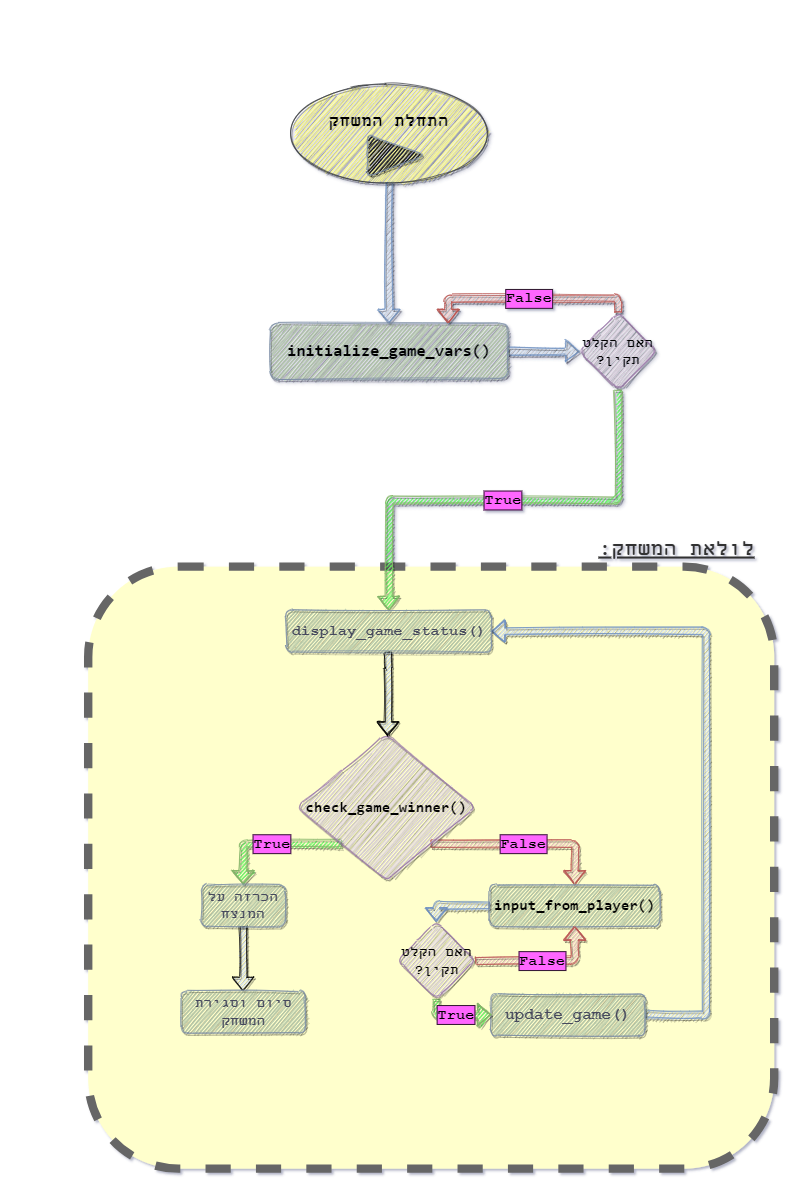 התחלת המשחק
False
initialize_game_vars()
האם הקלט
תקין?
True
לולאת המשחק:
display_game_status()
check_game_winner()
True
False
הכרזה על
המנצח
input_from_player()
האם הקלט
תקין?
False
סיום וסגירת
המשחק
True
update_game()